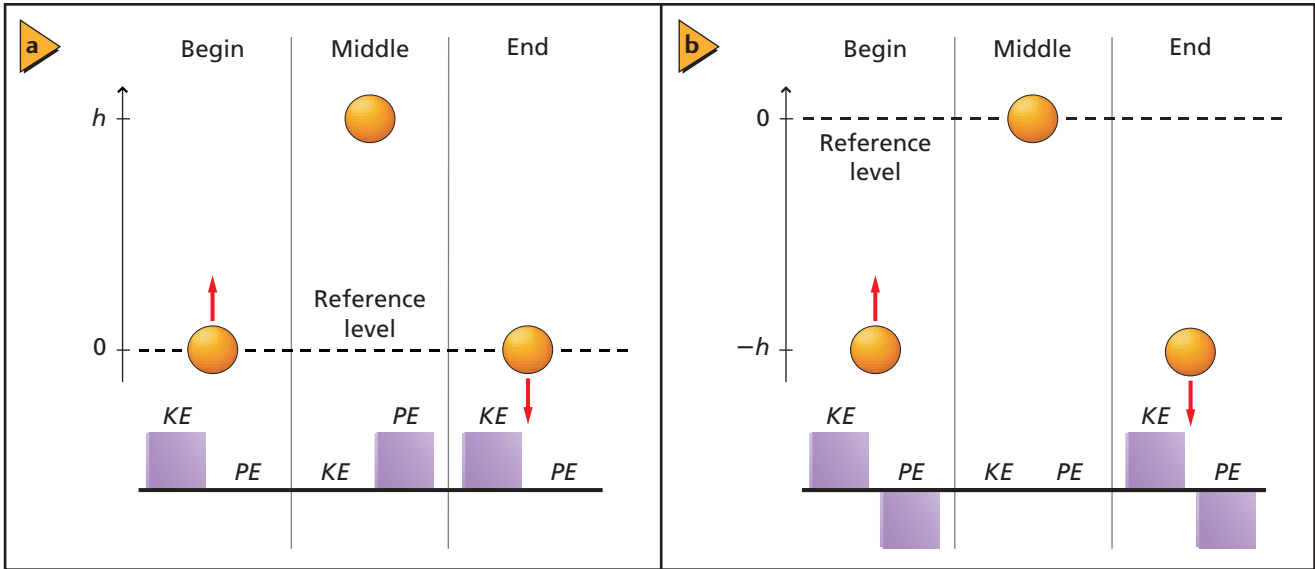 a
Begin
Middle
End
h
Reference
level
0
KE
PE
KE
PE
KE
PE
b
Begin
Middle
End
0
Reference
level
−h
KE
PE
KE
PE
KE
PE